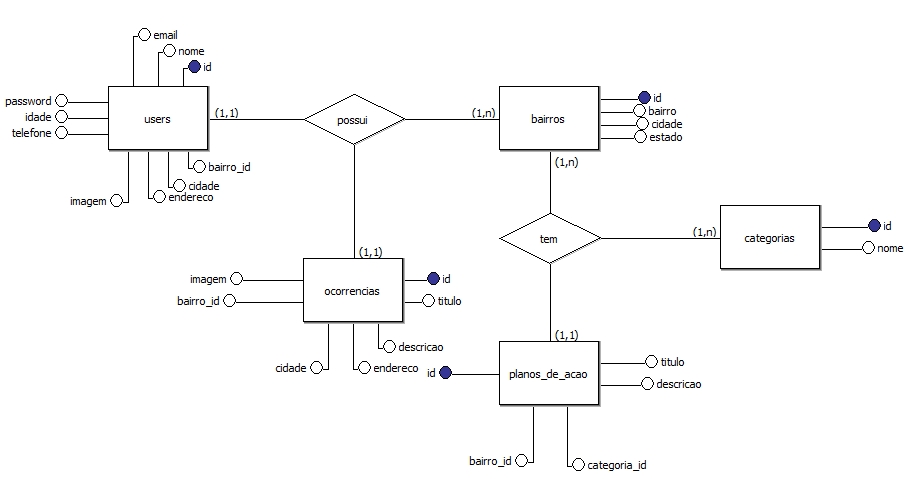 email
nome
id
password
idade
telefone
users
(1,1)
possui
(1,n)
bairros
id
bairro
cidade
estado
bairro_id
cidade
endereco
imagem
(1,n)
tem
(1,n)
categorias
id
nome
(1,1)
imagem
bairro_id
ocorrencias
id
titulo
descricao
cidade
endereco
(1,1)
id
planos_de_acao
titulo
descricao
bairro_id
categoria_id